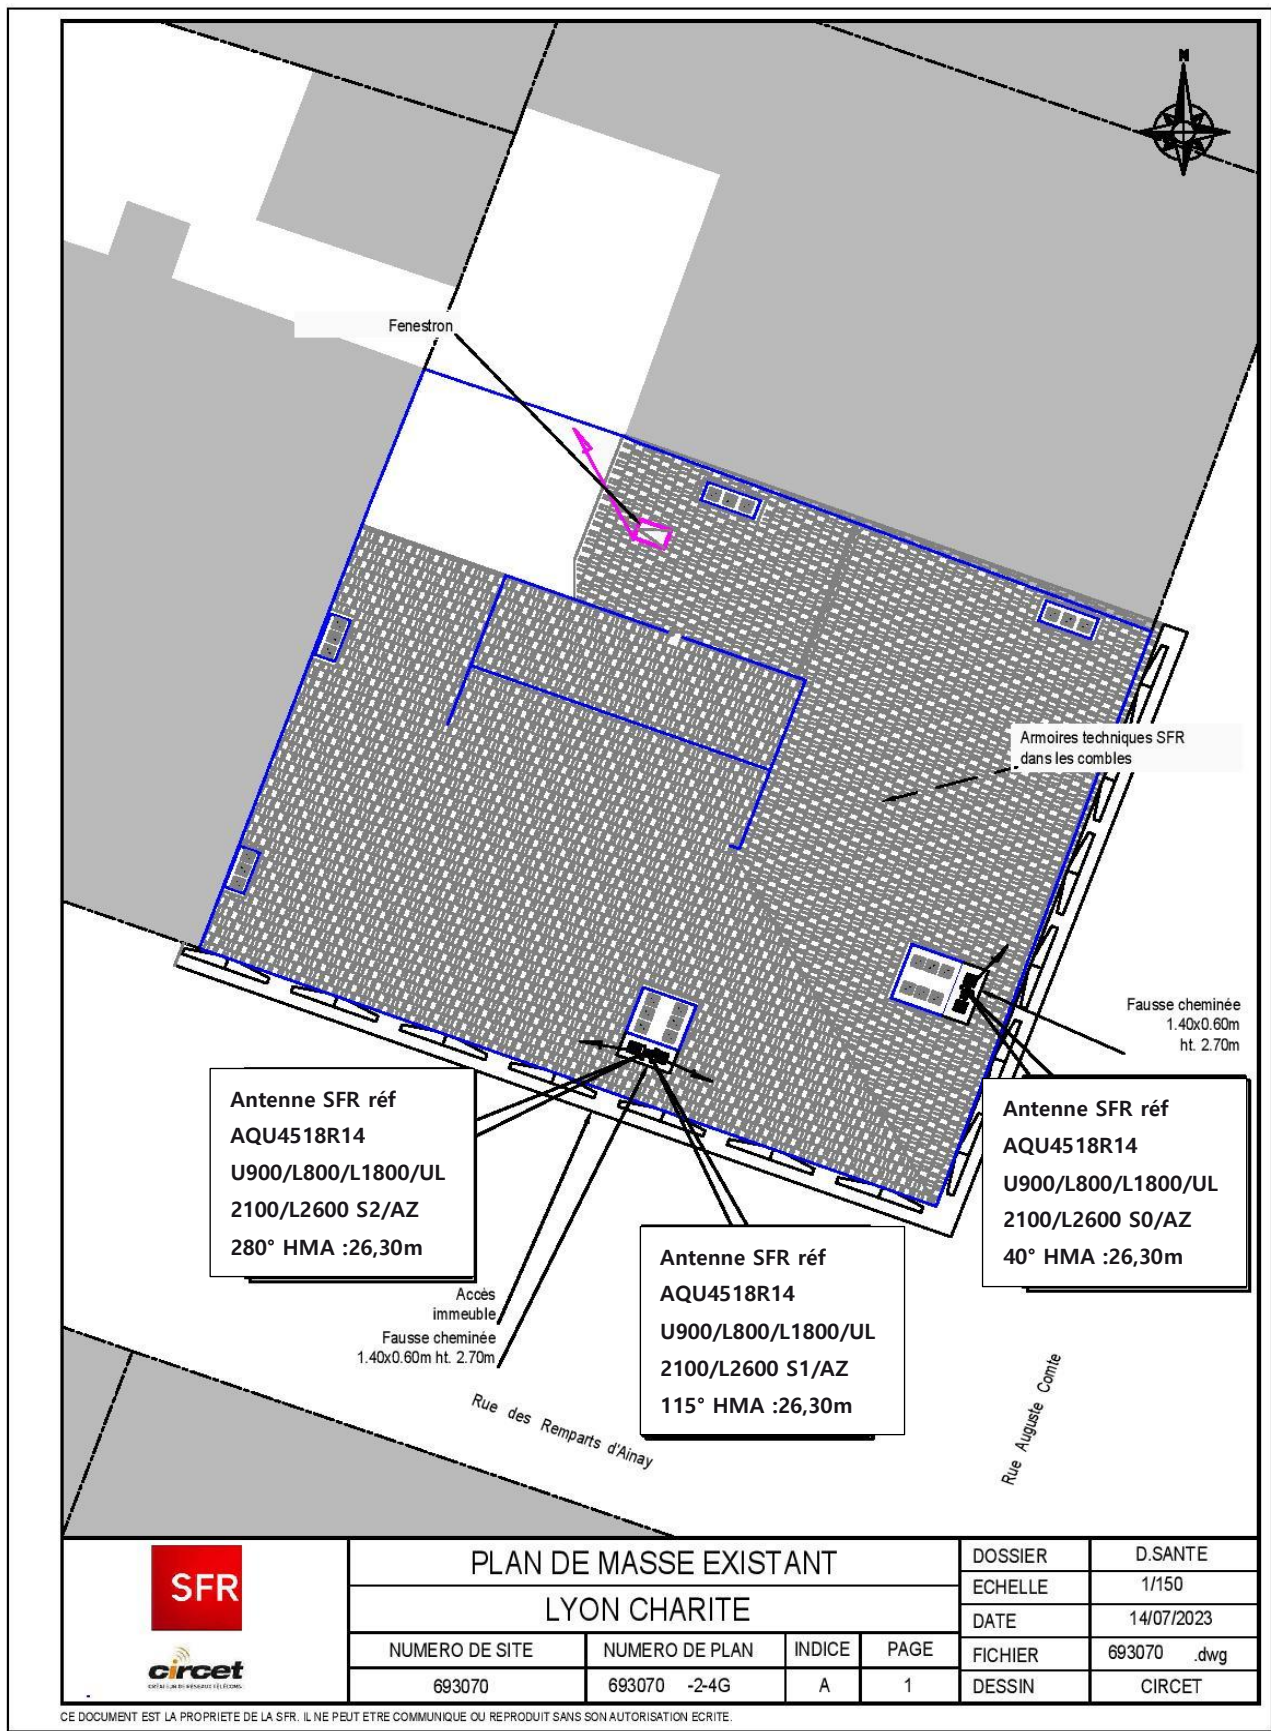 N
Fenestron
Armoires techniques SFR
dans les combles
Fausse cheminée
1.40x0.60m
ht. 2.70m
Antenne SFR réf
AQU4518R14
U900/L800/L1800/UL
2100/L2600 S2/AZ
280° HMA :26,30m
Antenne SFR réf
AQU4518R14
U900/L800/L1800/UL
2100/L2600 S0/AZ
40° HMA :26,30m
Antenne SFR réf
AQU4518R14
U900/L800/L1800/UL
2100/L2600 S1/AZ
115° HMA :26,30m
Accès
immeuble
Fausse cheminée
1.40x0.60m ht. 2.70m
Rue des Remparts d'Ainay
Rue Auguste Comte
SFR
circet
CRÉATEUR DE RÉSEAUX TÉLÉCOMS
PLAN DE MASSE EXISTANT
LYON CHARITE
NUMERO DE SITE NUMERO DE PLAN INDICE PAGE
693070 693070 -2-4G A 1
DOSSIER D.SANTE
ECHELLE 1/150
DATE 14/07/2023
FICHIER 693070 .dwg
DESSIN CIRCET
CE DOCUMENT EST LA PROPRIETE DE LA SFR. IL NE PEUT ETRE COMMUNIQUE OU REPRODUIT SANS SON AUTORISATION ECRITE.